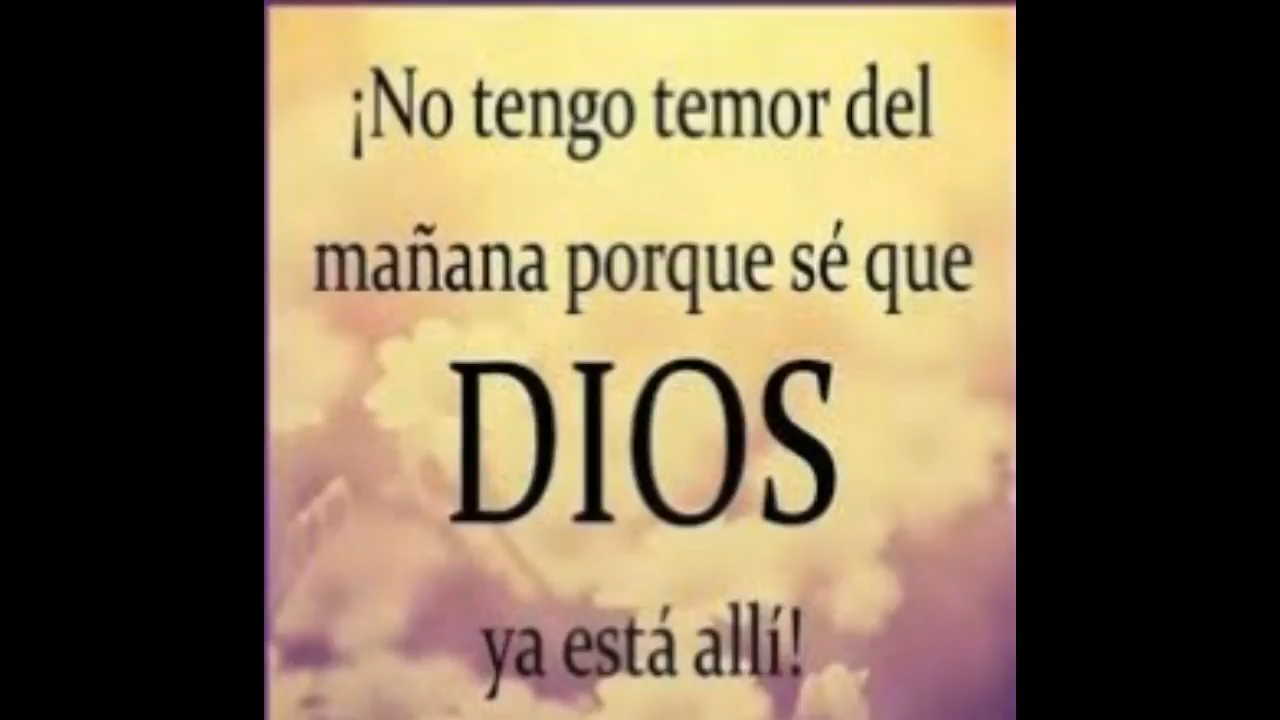 ¡No tengo temor del
mañana porque sé que
DIOS
ya está allí!